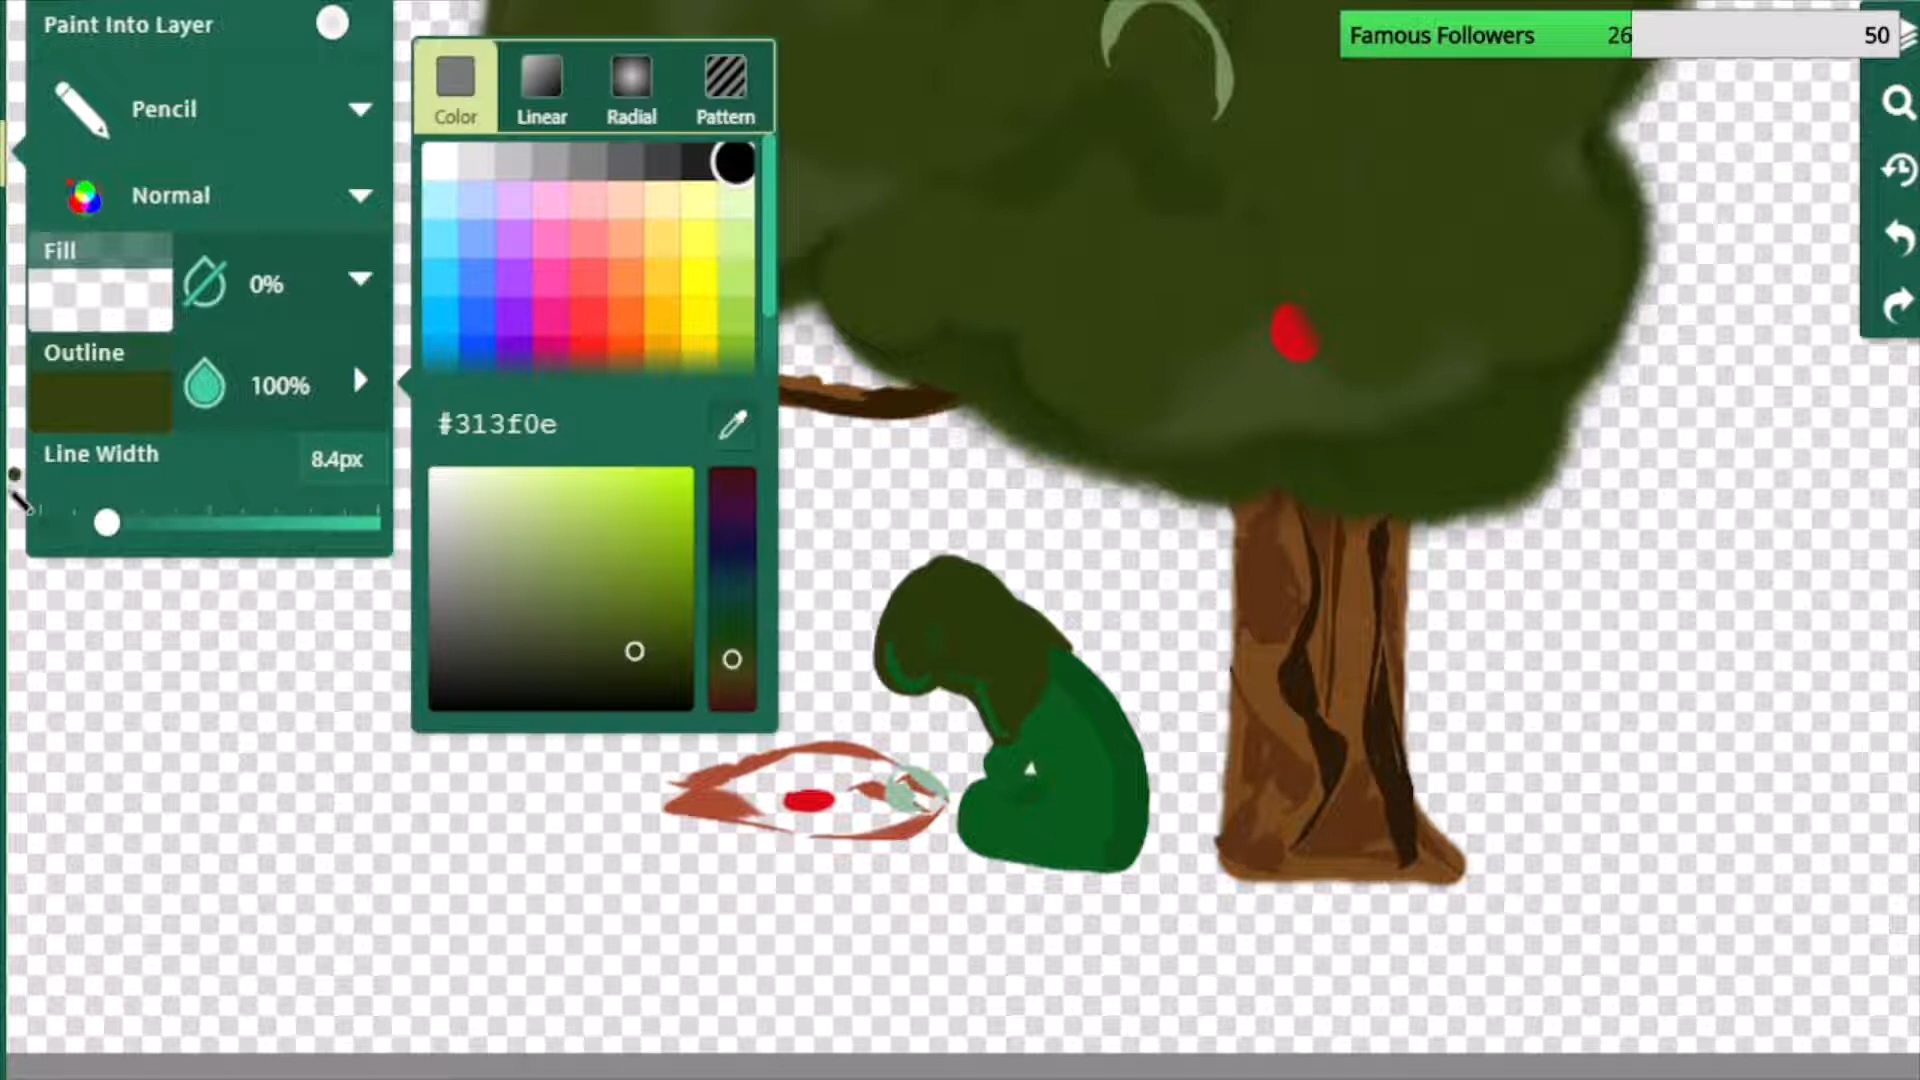 Paint Into Layer
Pencil
Normal
Fill
0%
Outline
100%
Line Width
8.4px
Color
Linear
Radial
Pattern
#313f0e
Famous Followers 26 50